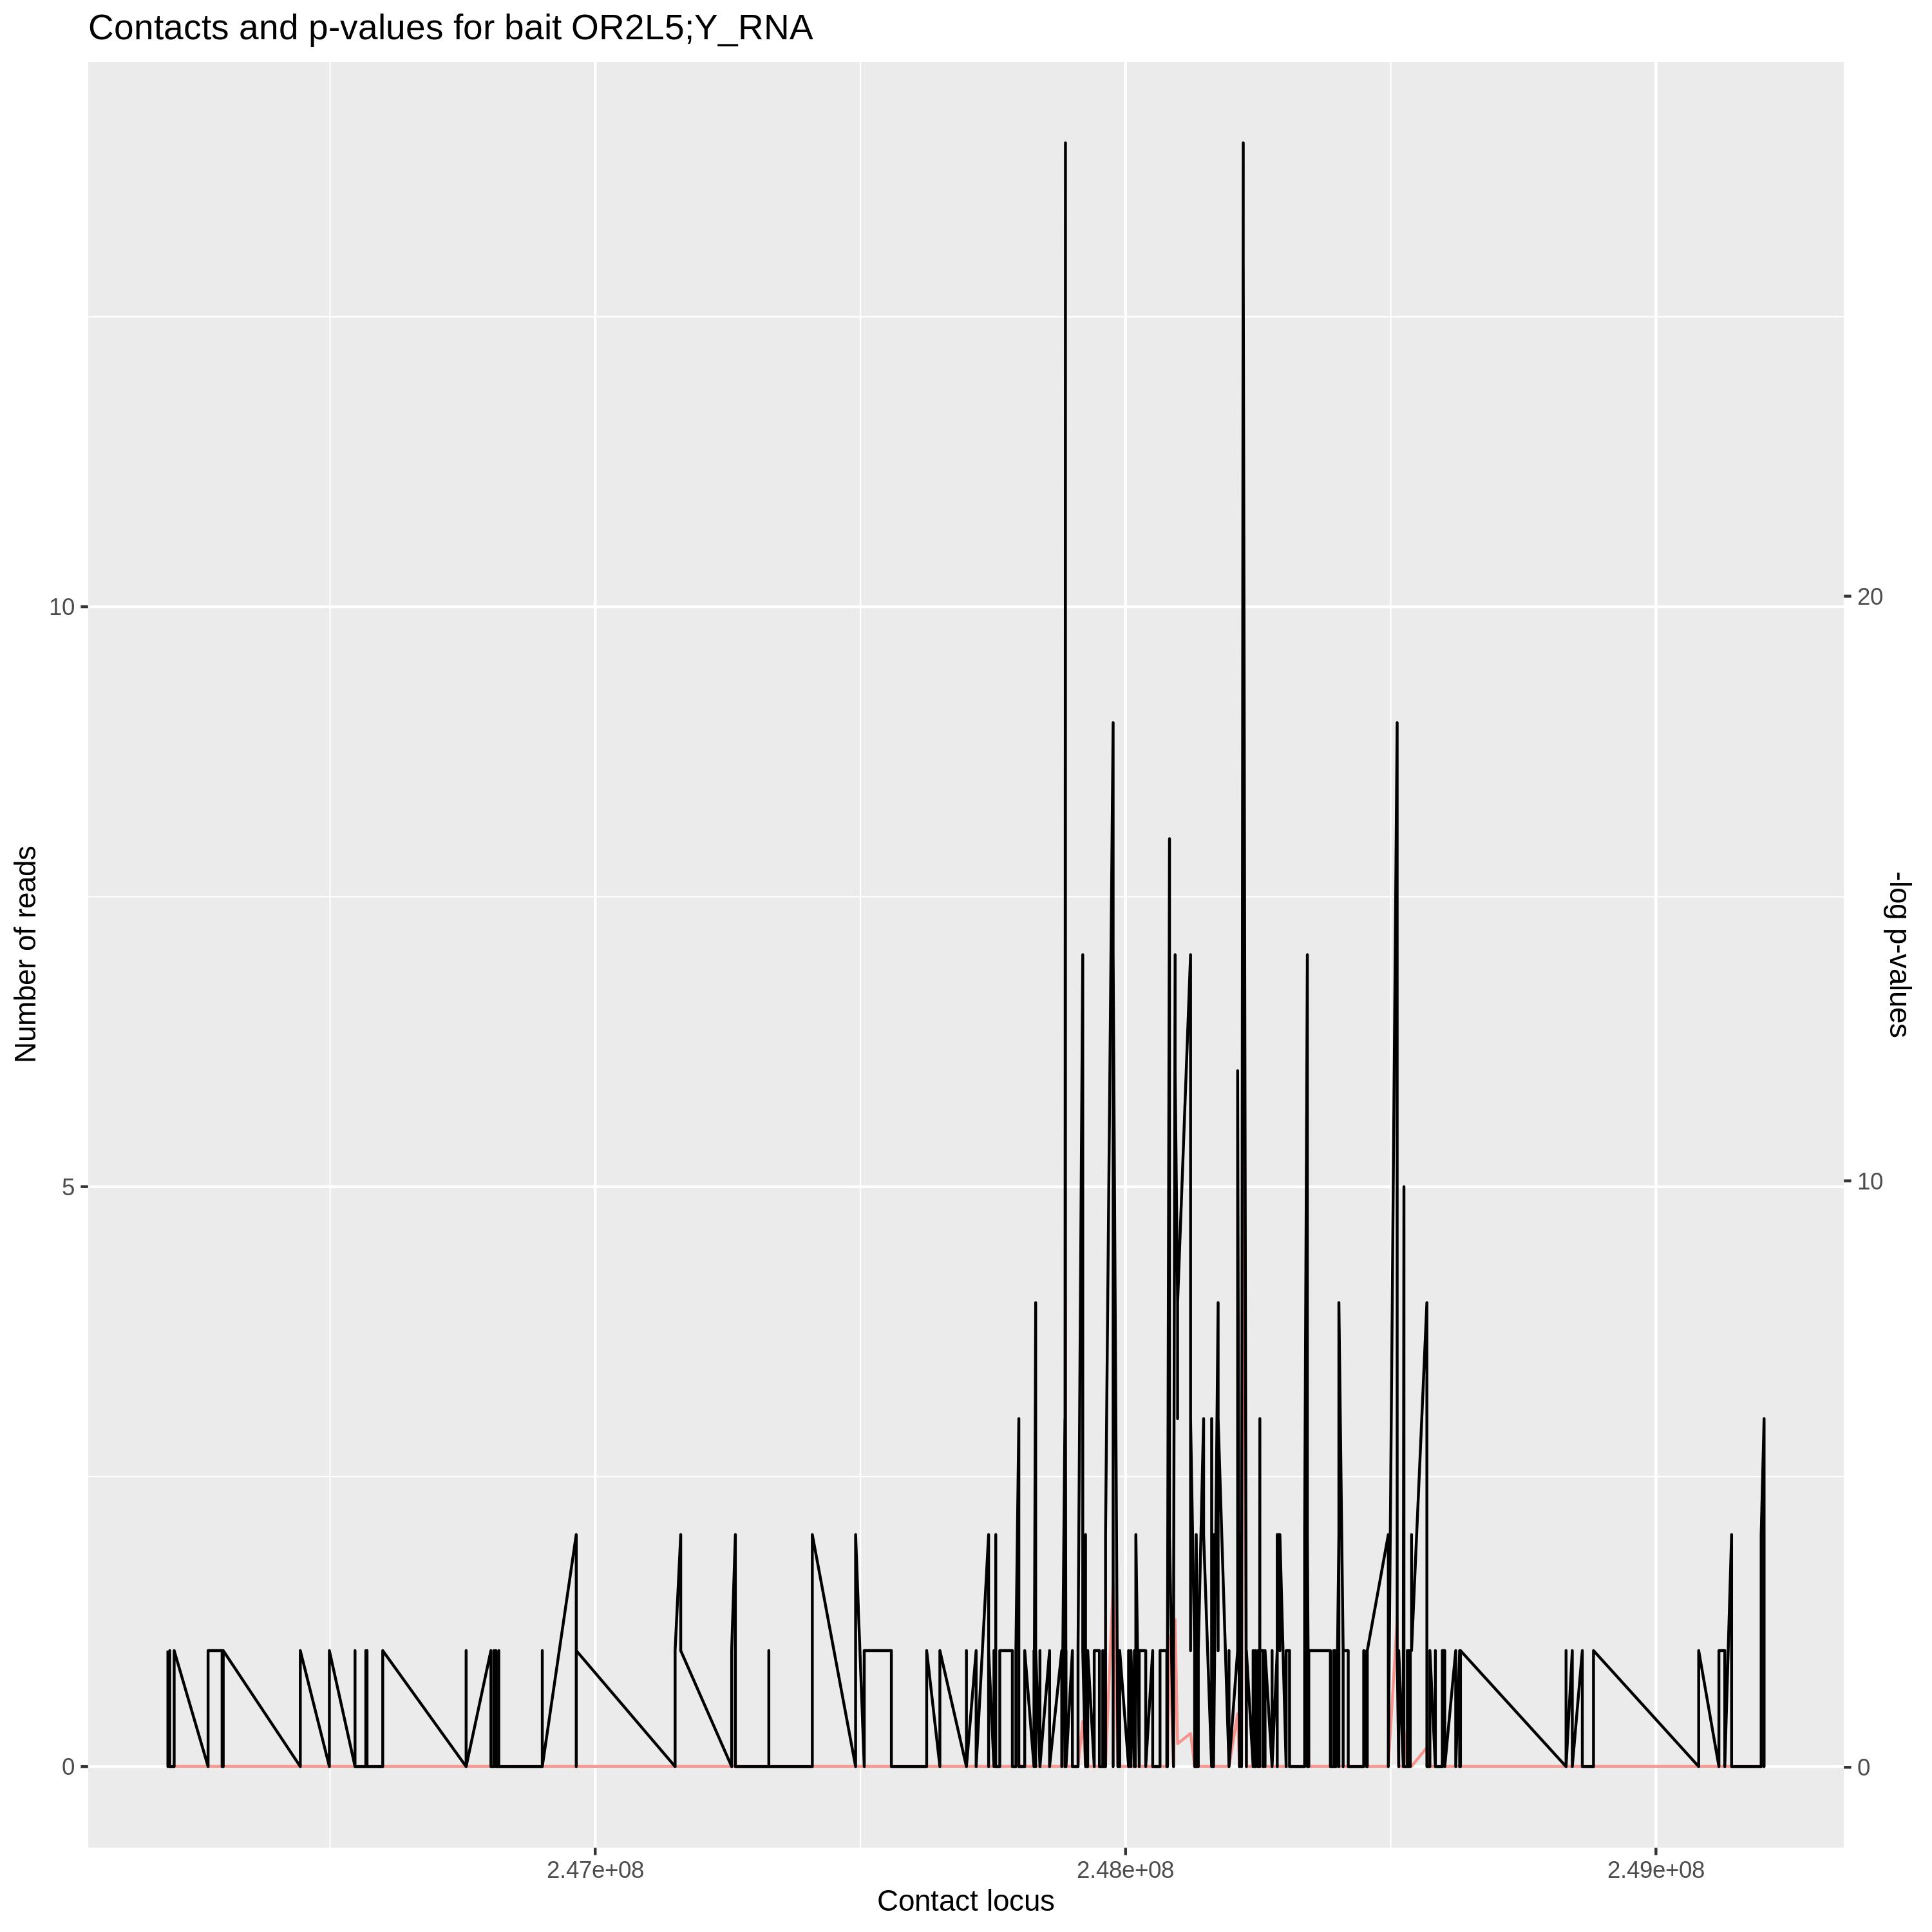 Contacts and p-values for bait OR2L5;Y_RNA
10
5
0
Number of reads
20
10
0
-log p-values
2.47e+08
2.48e+08
2.49e+08
Contact locus